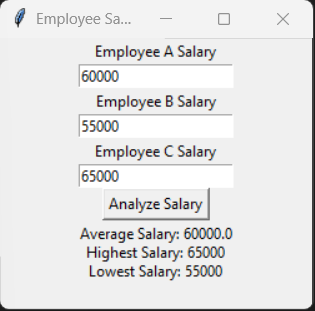 Employee Sa...
Employee A Salary
60000
Employee B Salary
55000
Employee C Salary
65000
Analyze Salary
Average Salary: 60000.0
Highest Salary: 65000
Lowest Salary: 55000